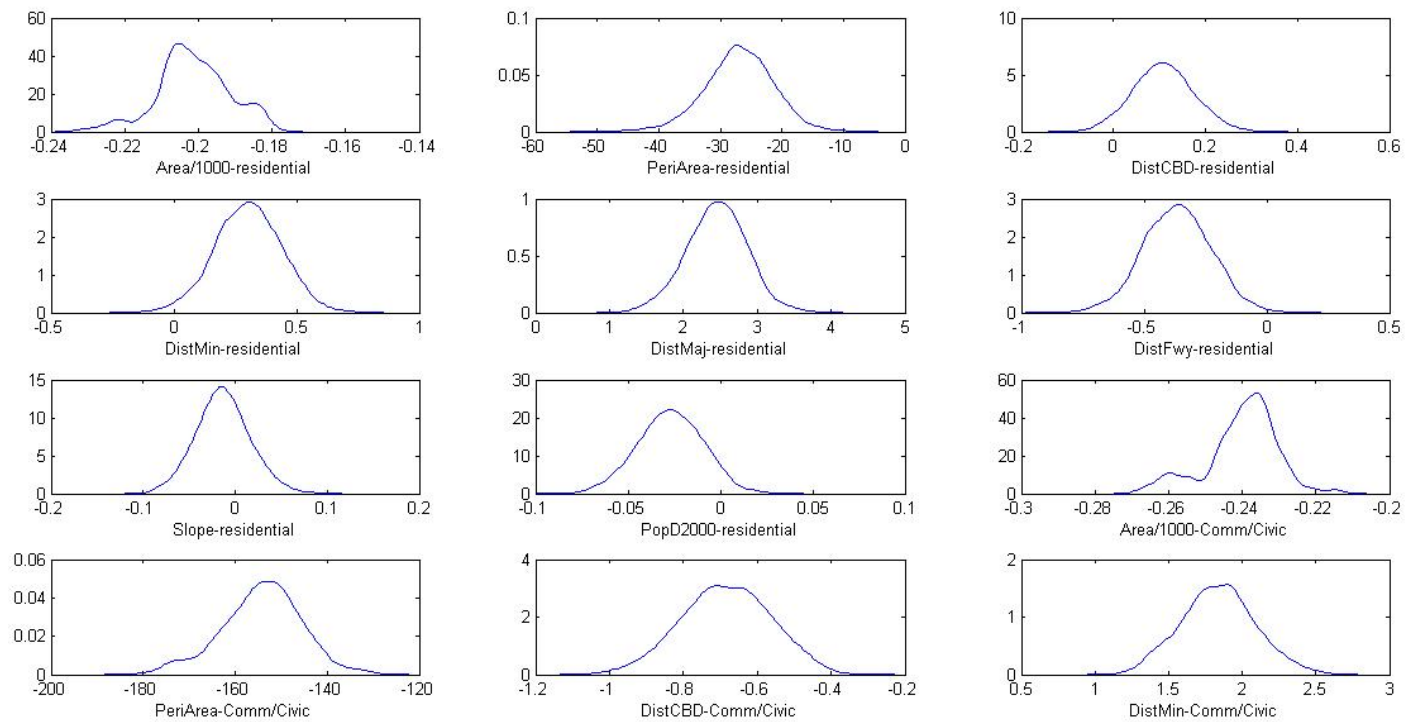 60
40
20
0
-0.24 -0.22 -0.2 -0.18 -0.16 -0.14
Area/1000-residential
0.1
0.05
0
-60 -50 -40 -30 -20 -10 0
PeriArea-residential
10
5
0
-0.2 0 0.2 0.4 0.6
DistCBD-residential
3
2
1
0
-0.5 0 0.5 1
DistMin-residential
1
0.5
0
0 1 2 3 4 5
DistMaj-residential
3
2
1
0
-1 -0.5 0 0.5
DistFwy-residential
15
10
5
0
-0.2 -0.1 0 0.1 0.2
Slope-residential
30
20
10
0
-0.1 -0.05 0 0.05 0.1
PopD2000-residential
60
40
20
0
-0.3 -0.28 -0.26 -0.24 -0.22 -0.2
Area/1000-Comm/Civic
0.06
0.04
0.02
0
-200 -180 -160 -140 -120
PeriArea-Comm/Civic
4
2
0
-1.2 -1 -0.8 -0.6 -0.4 -0.2
DistCBD-Comm/Civic
2
1
0
0.5 1 1.5 2 2.5 3
DistMin-Comm/Civic